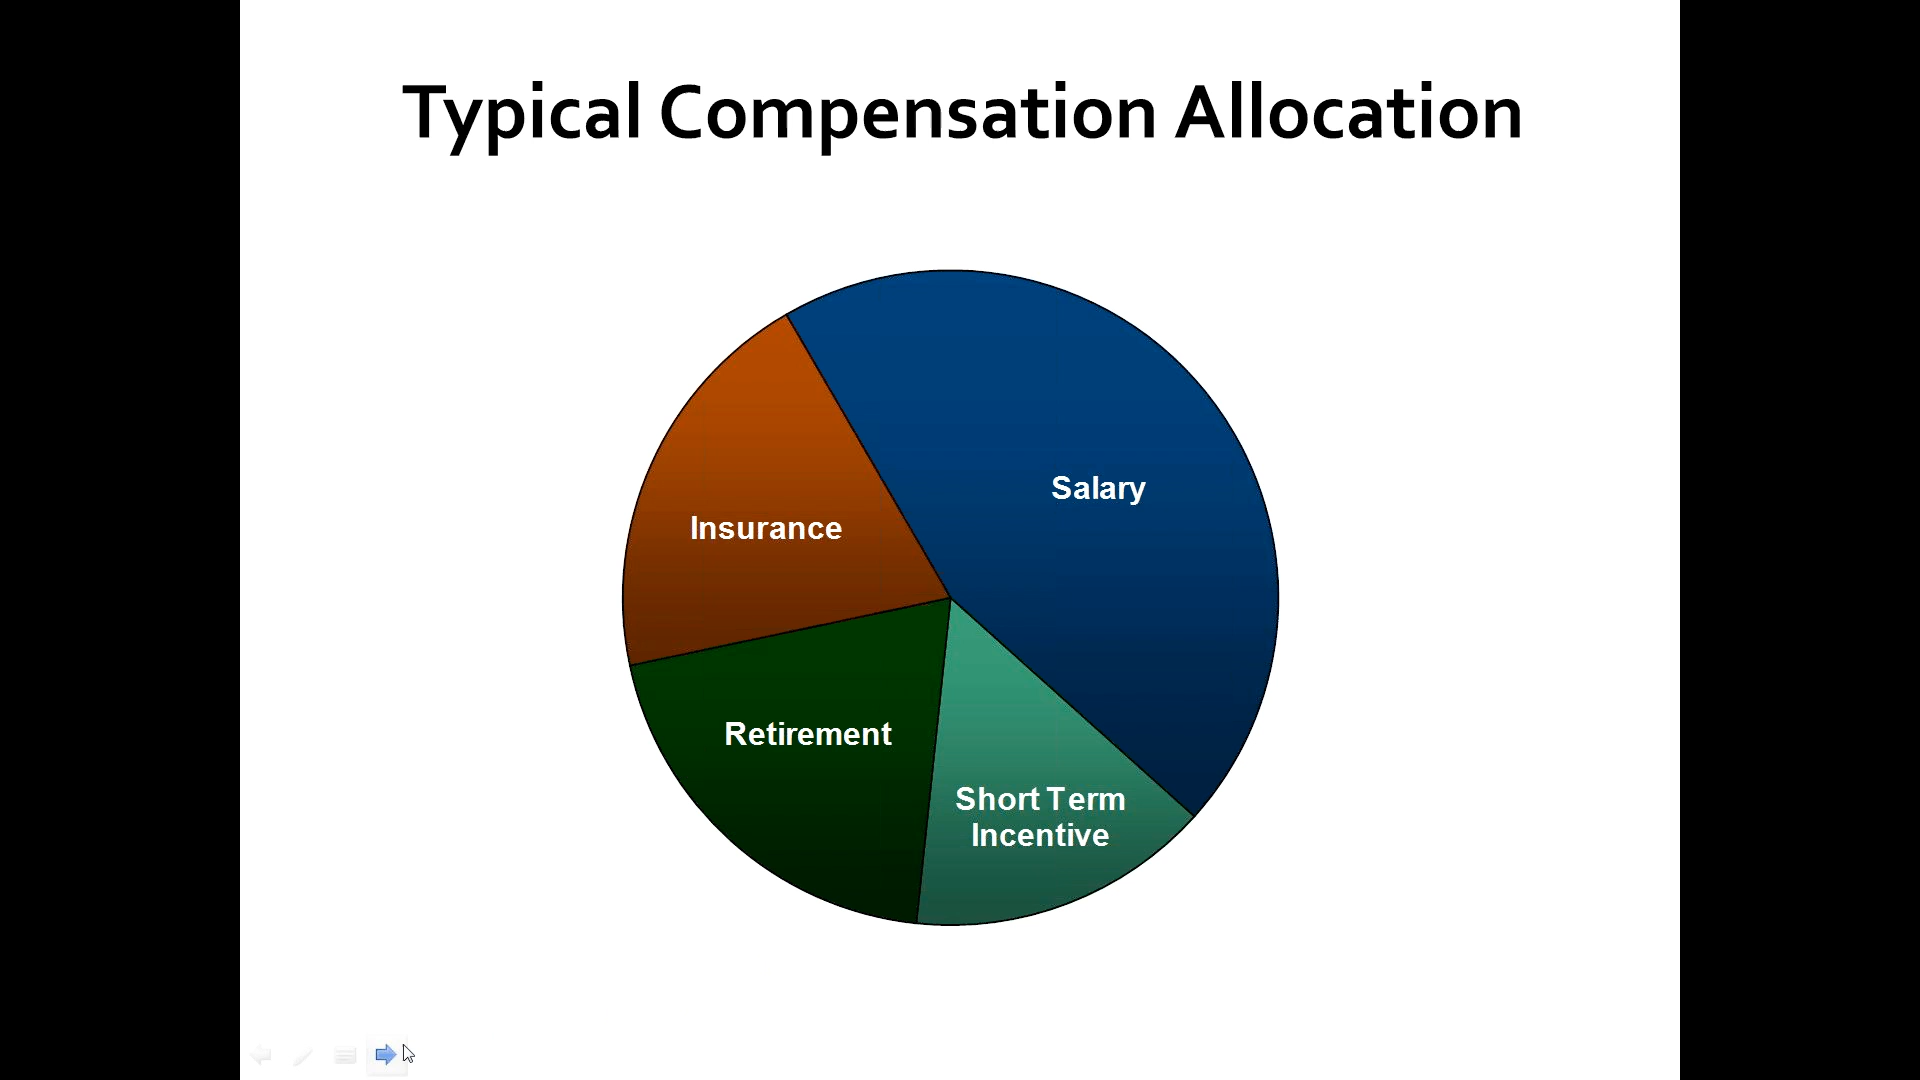 Typical Compensation Allocation
Salary
Insurance
Retirement
Short Term
Incentive